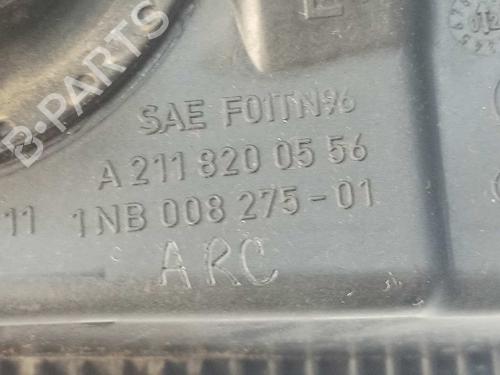 B-PARTS
SAE F01TN96
A 211 820 05 56
11 1NB 008 275-01
ARC